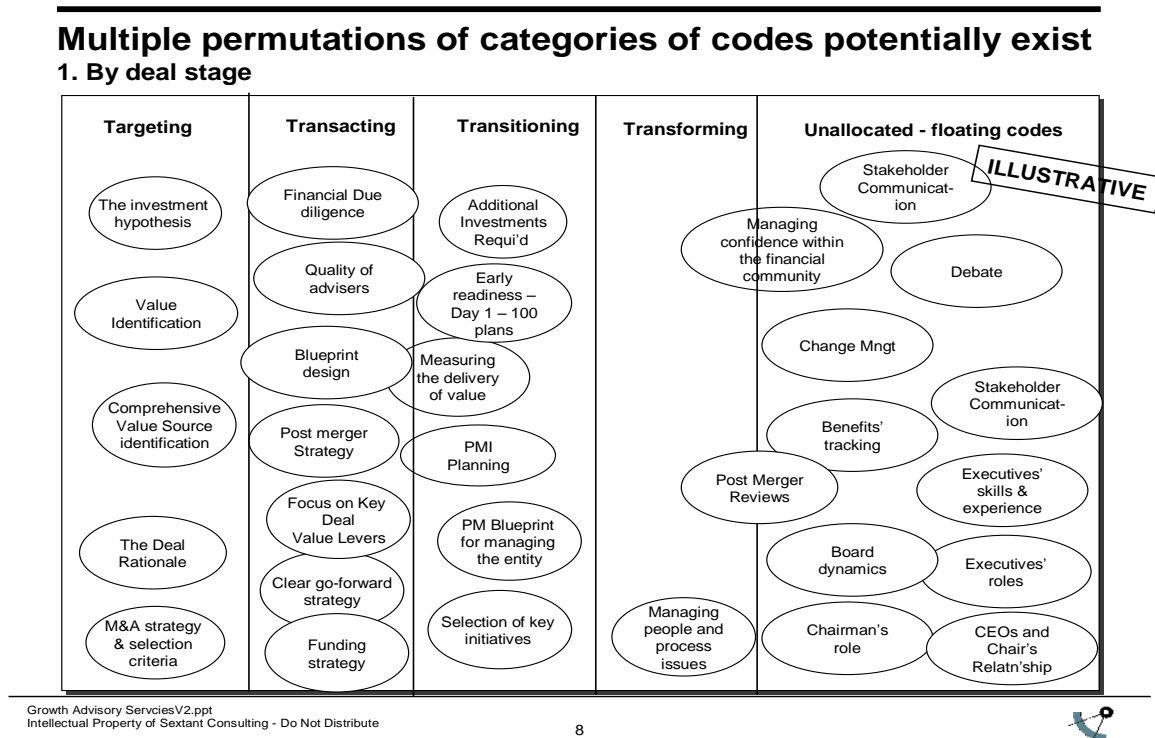 Multiple permutations of categories of codes potentially exist
1. By deal stage
Targeting
The investment
hypothesis
Value
Identification
Comprehensive
Value Source
identification
The Deal
Rationale
M&A strategy
& selection
criteria
Transacting
Financial Due
diligence
Quality of
advisers
Blueprint
design
Post merger
Strategy
Focus on Key
Deal
Value Levers
Clear go-forward
strategy
Funding
strategy
Transitioning
Additional
Investments
Requi'd
Early
readiness –
Day 1 – 100
plans
Measuring
the delivery
of value
PMI
Planning
PM Blueprint
for managing
the entity
Selection of key
initiatives
Transforming
Managing
people and
process
issues
Unallocated - floating codes
ILLUSTRATIVE
Stakeholder
Communicat-
ion
Managing
confidence within
the financial
community
Debate
Change Mngt
Stakeholder
Communicat-
ion
Benefits'
tracking
Post Merger
Reviews
Executives'
skills &
experience
Board
dynamics
Executives'
roles
Chairman's
role
CEOs and
Chair's
Relatn'ship
Growth Advisory ServciesV2.ppt
Intellectual Property of Sextant Consulting - Do Not Distribute
8